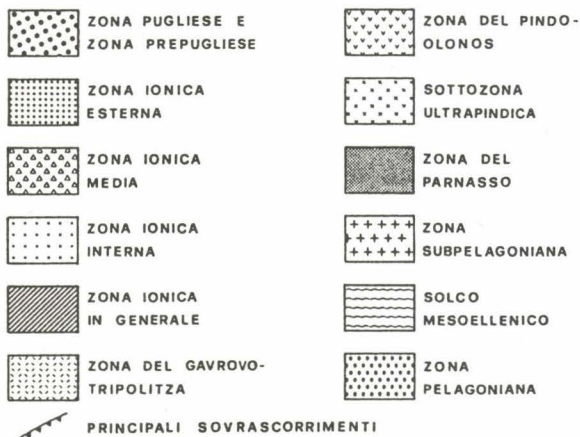 ZONA PUGLIESE E
ZONA PREPUGLIESE
ZONA IONICA
ESTERNA
ZONA IONICA
MEDIA
ZONA IONICA
INTERNA
ZONA IONICA
IN GENERALE
ZONA DEL GAVROVO-
TRIPOLITZA
ZONA DEL PINDO-
OLONOS
SOTTOZONA
ULTRAPINDICA
ZONA DEL
PARNASSO
ZONA
SUBPELAGONIANA
SOLCO
MESOELLENICO
ZONA
PELAGONIANA
PRINCIPALI SOVRASCORRIMENTI